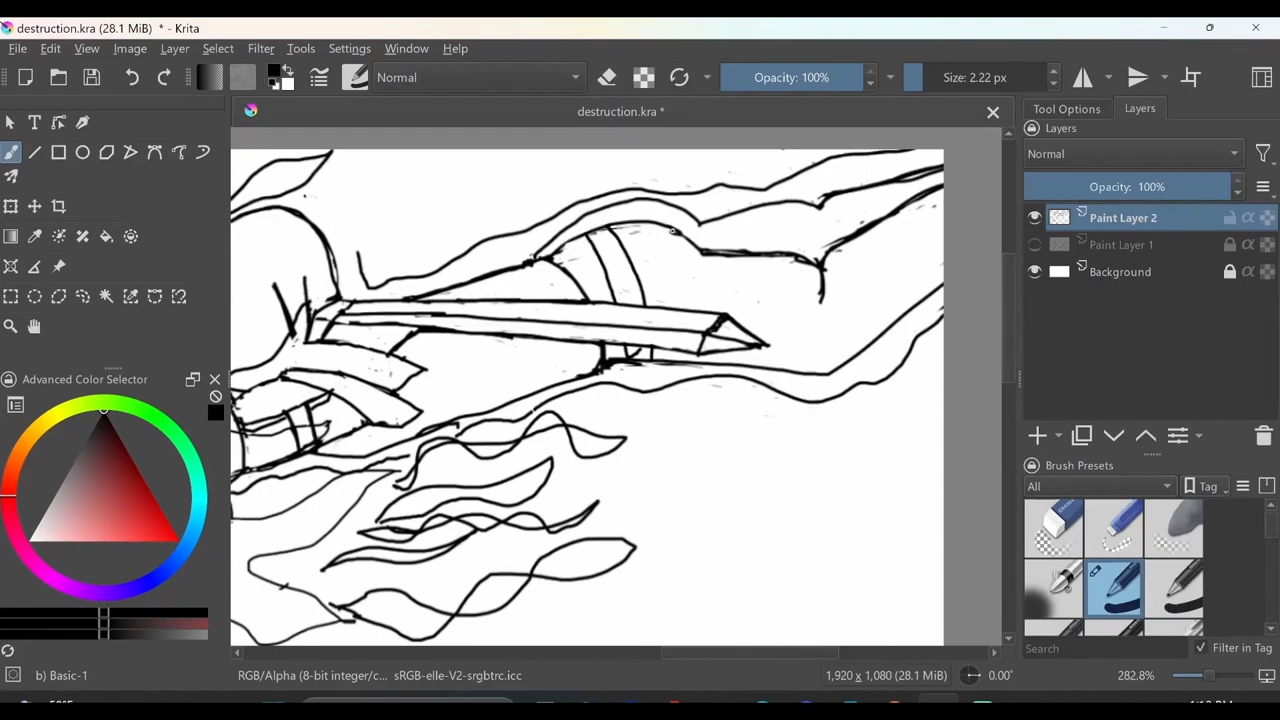 destruction.kra (28.1 MiB) * - Krita
File Edit View Image Layer Select Filter Tools Settings Window Help
Normal
Opacity: 100%
Size: 2.22 px
destruction.kra *
Tool Options
Layers
Layers
Normal
Opacity: 100%
Paint Layer 2
Paint Layer 1
Background
Advanced Color Selector
Brush Presets
All
Tag
Search
Filter in Tag
b) Basic-1
RGB/Alpha (8-bit integer/c... sRGB-elle-V2-srgbtrc.icc
1,920 x 1,080 (28.1 MiB)
0.00°
282.8%